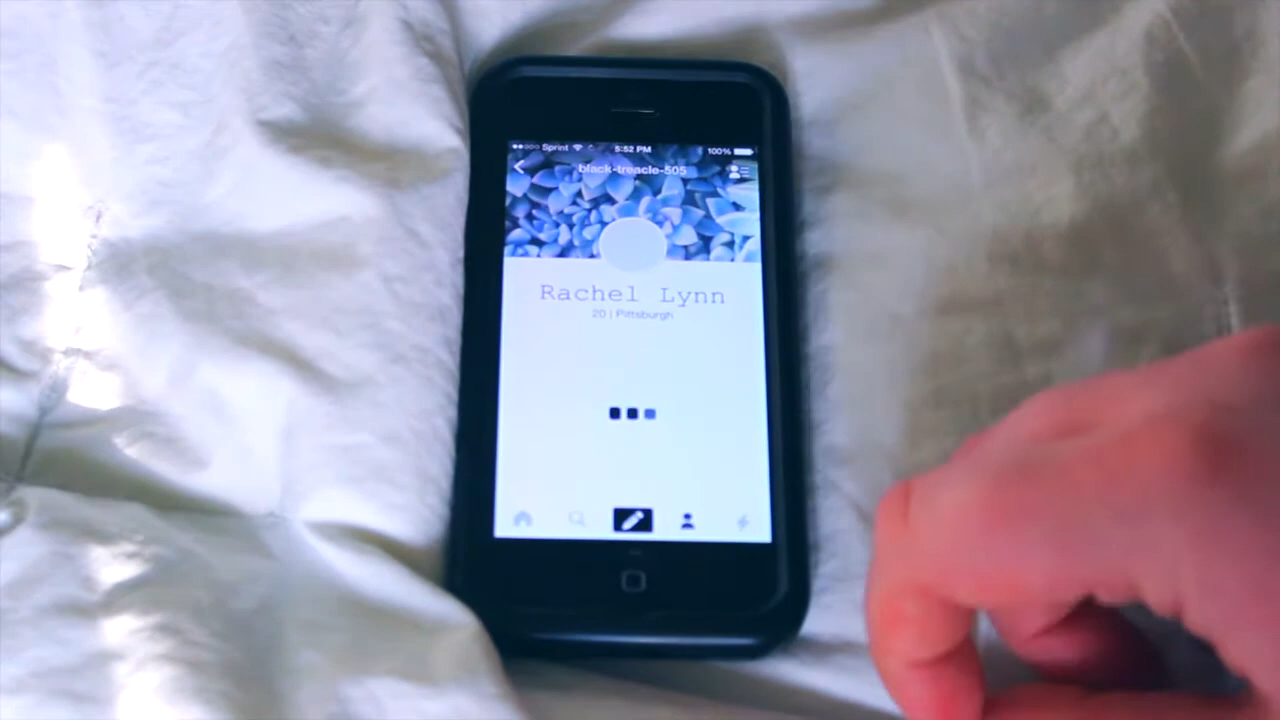 Sprint 5:52 PM 100%
black-treacle-505
Rachel Lynn
20 | Pittsburgh